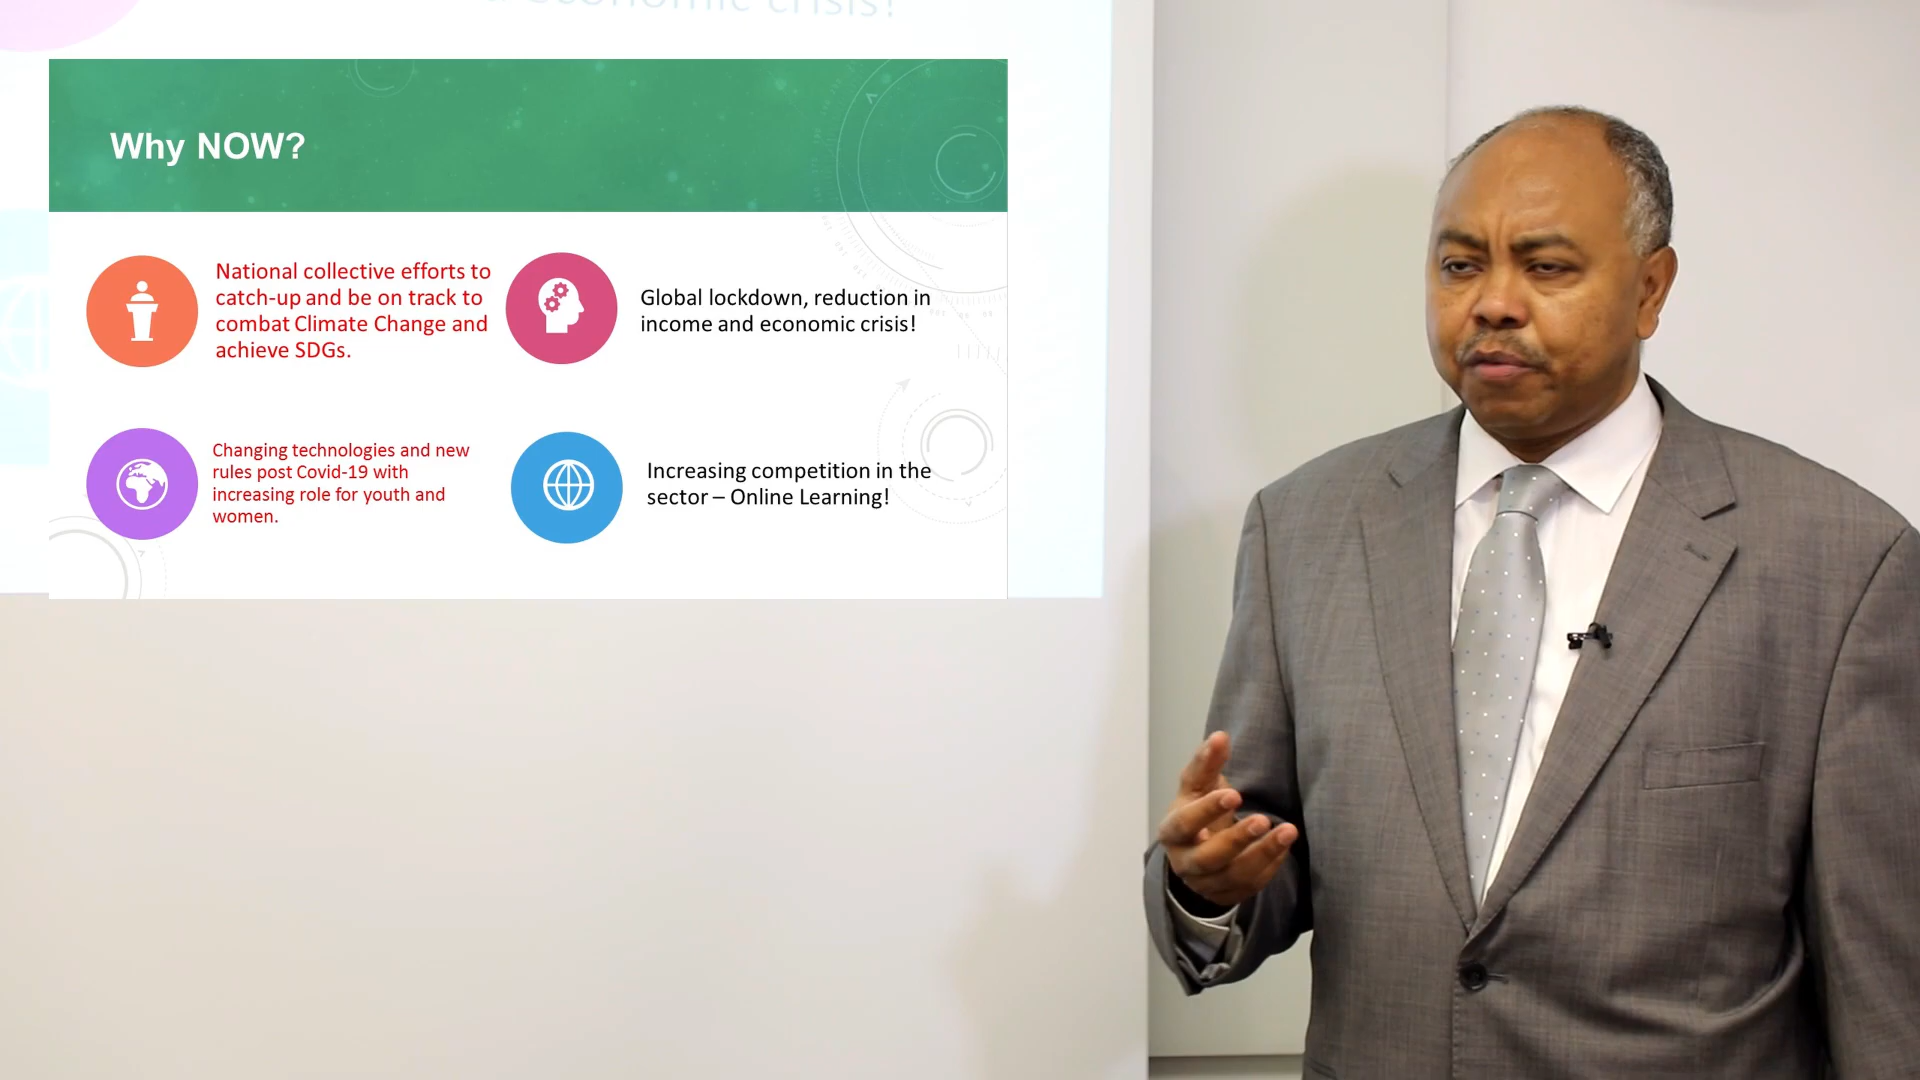 economic crisis!
Why NOW?
National collective efforts to
catch-up and be on track to
combat Climate Change and
achieve SDGs.
Global lockdown, reduction in
income and economic crisis!
Changing technologies and new
rules post Covid-19 with
increasing role for youth and
women.
Increasing competition in the
sector – Online Learning!